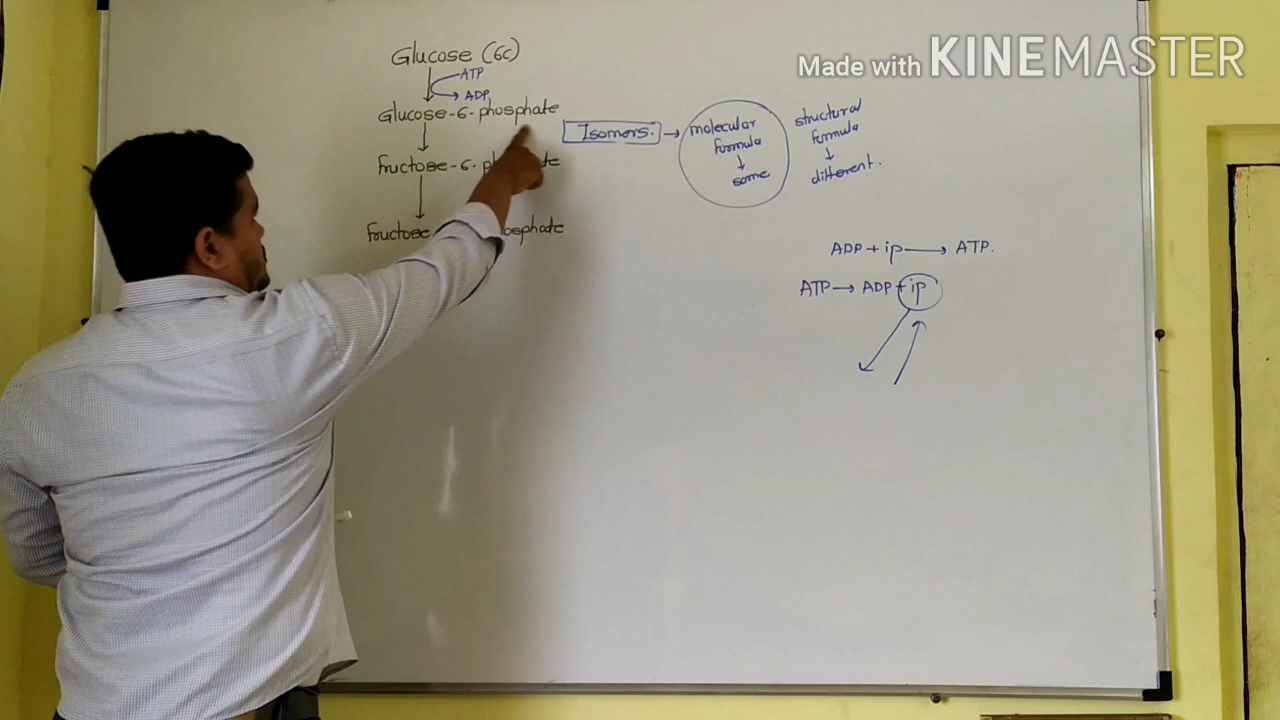 Made with KINEMASTER
Glucose (6C)
ATP
ADP
Glucose-6-phosphate
fructose-6-
fructose
Isomers.
molecular
formula
same
structural
formula
different.
ADP + ip → ATP.
ATP → ADP + ip